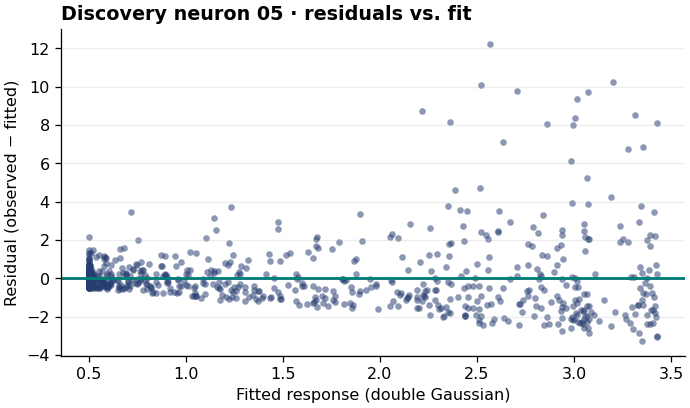 Discovery neuron 05 · residuals vs. fit
Residual (observed − fitted)
12
10
8
6
4
2
0
−2
−4
0.5 1.0 1.5 2.0 2.5 3.0 3.5
Fitted response (double Gaussian)